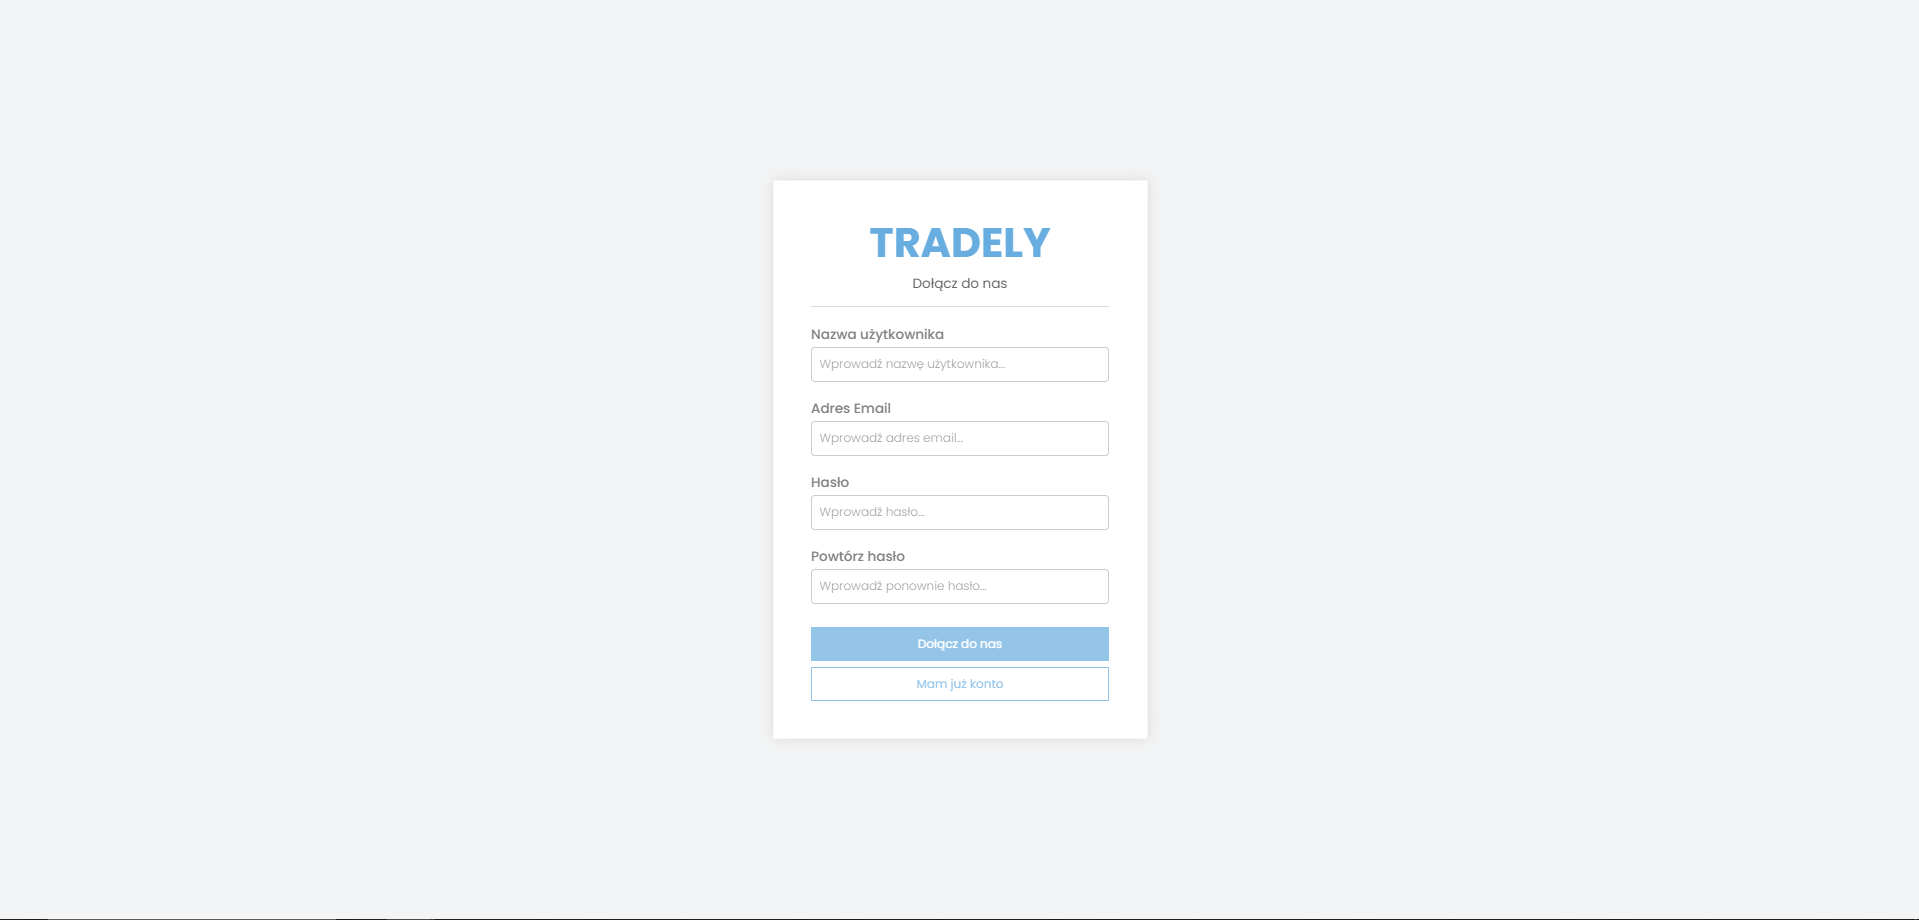 TRADELY
Dołącz do nas
Nazwa użytkownika
Wprowadź nazwę użytkownika...
Adres Email
Wprowadź adres email...
Hasło
Wprowadź hasło...
Powtórz hasło
Wprowadź ponownie hasło...
Dołącz do nas
Mam już konto